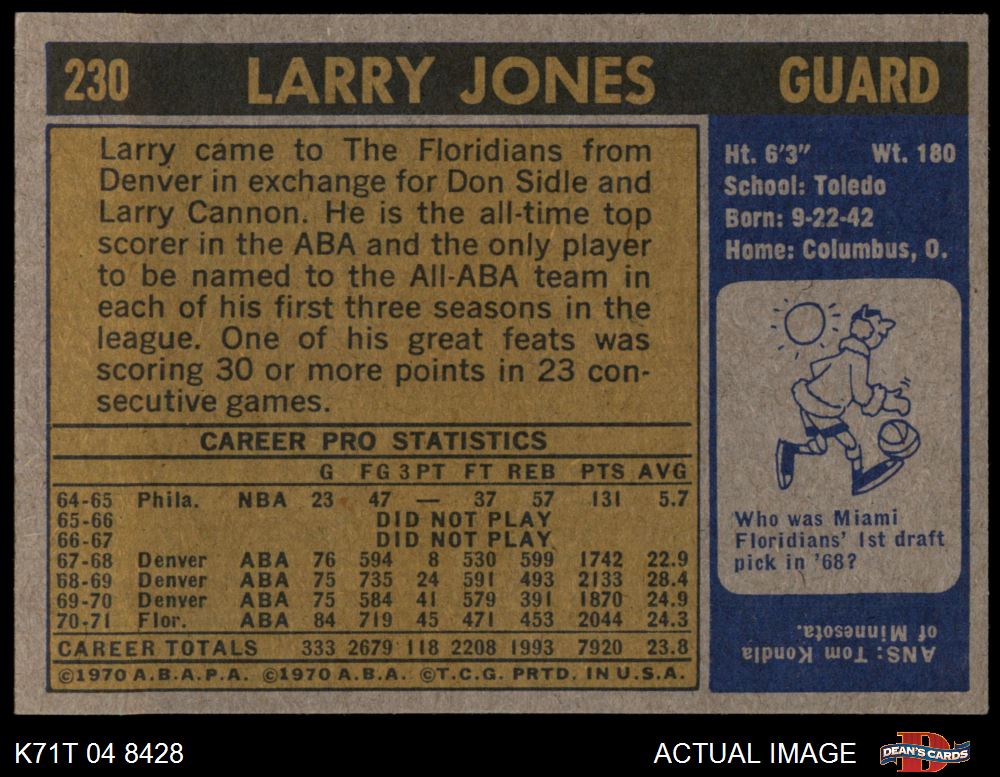 230 LARRY JONES GUARD
Larry came to The Floridians from
Denver in exchange for Don Sidle and
Larry Cannon. He is the all-time top
scorer in the ABA and the only player
to be named to the All-ABA team in
each of his first three seasons in the
league. One of his great feats was
scoring 30 or more points in 23 con-
secutive games.
CAREER PRO STATISTICS
G FG 3PT FT REB PTS AVG
64-65 Phila. NBA 23 47 — 37 57 131 5.7
65-66 DID NOT PLAY
66-67 DID NOT PLAY
67-68 Denver ABA 76 594 8 530 599 1742 22.9
68-69 Denver ABA 75 735 24 591 493 2133 28.4
69-70 Denver ABA 75 584 41 579 391 1870 24.9
70-71 Flor. ABA 84 719 45 471 453 2044 24.3
CAREER TOTALS 333 2679 118 2208 1993 7920 23.8
©1970 A.B.A.P.A. ©1970 A.B.A. ©T.C.G. PRTD. IN U.S.A.
Ht. 6'3" Wt. 180
School: Toledo
Born: 9-22-42
Home: Columbus, O.
Who was Miami
Floridians' 1st draft
pick in '68?
ANS: Tom Kondla
of Minnesota.
K71T 04 8428
ACTUAL IMAGE
D
DEAN'S CARDS